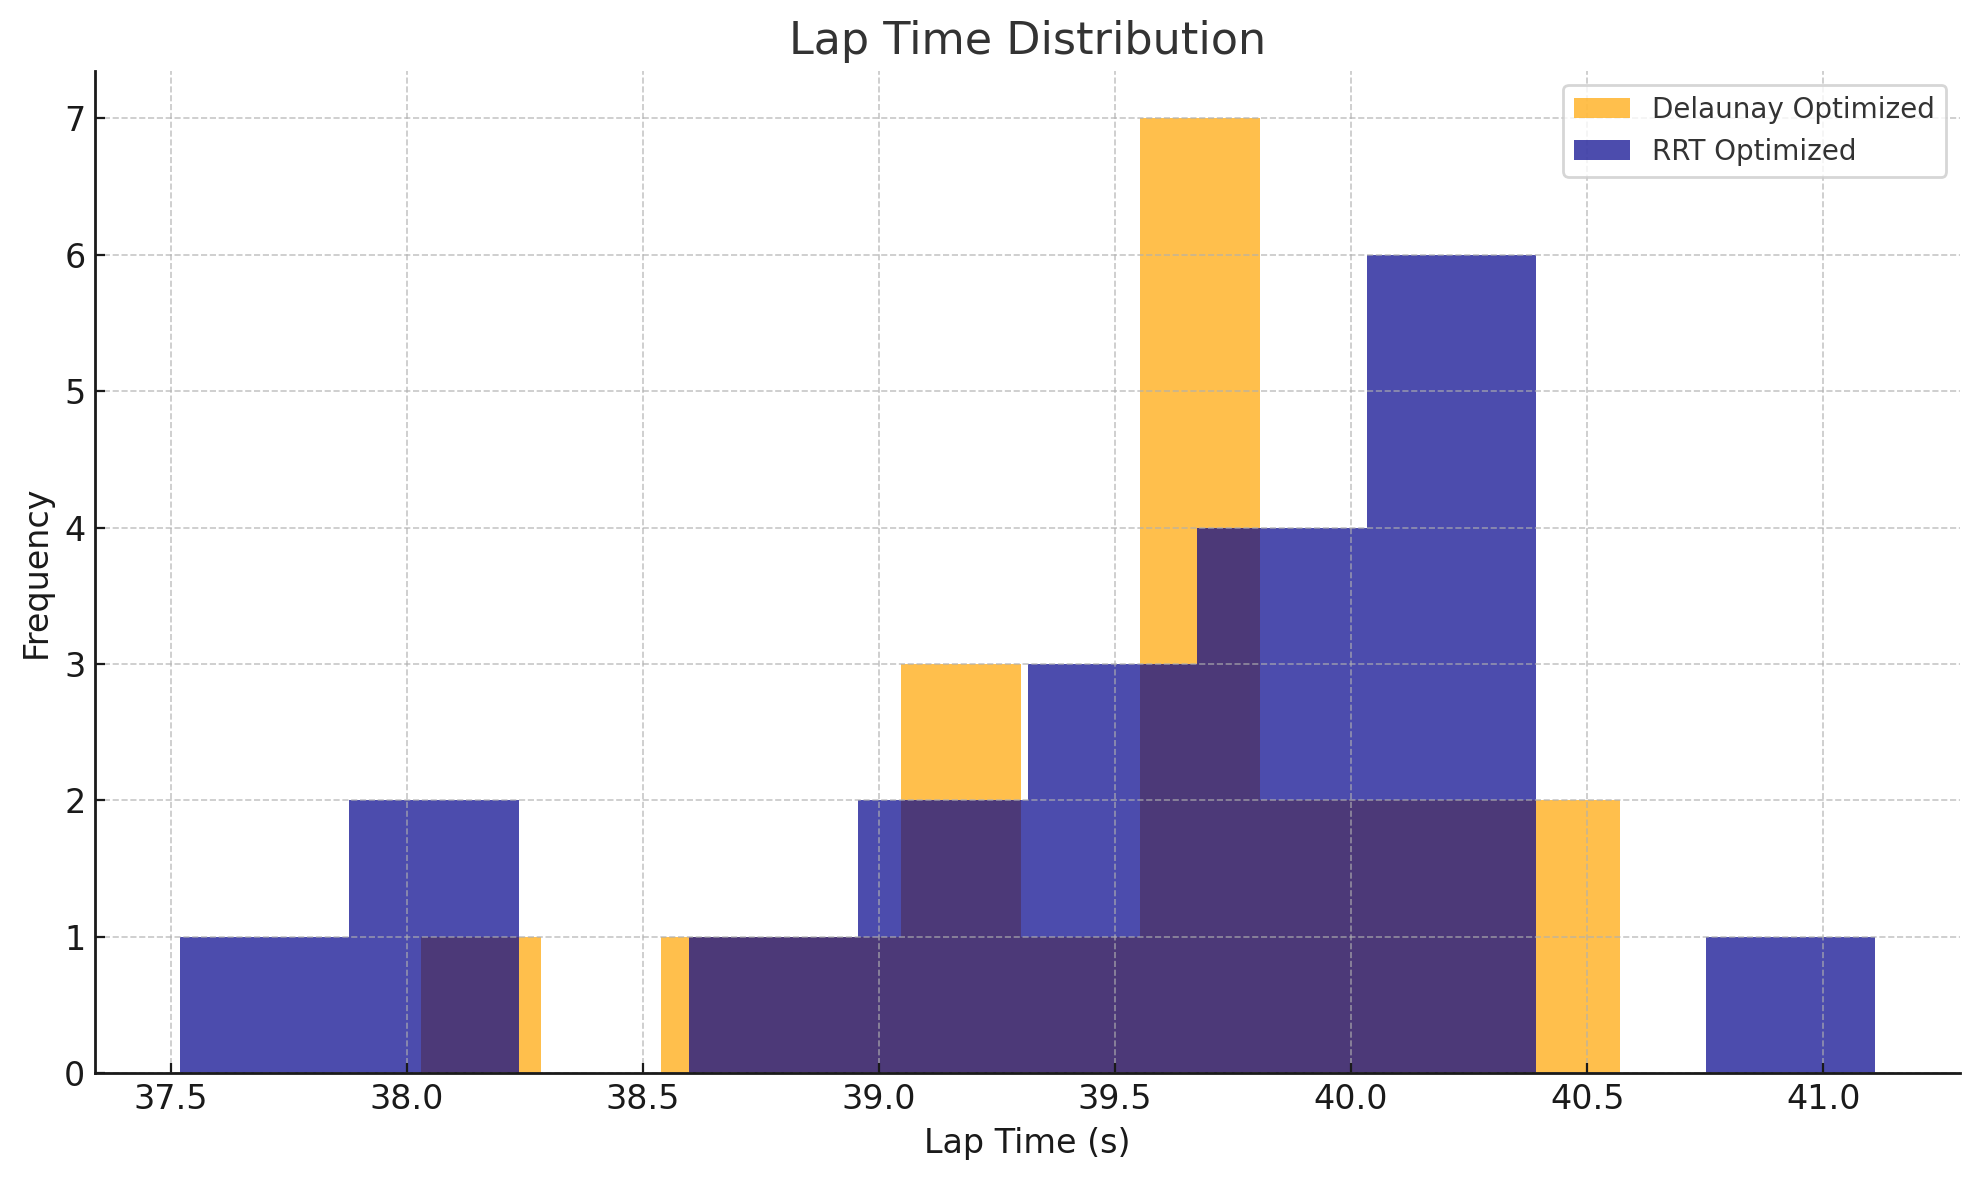 Lap Time Distribution
Delaunay Optimized
RRT Optimized
Frequency
7
6
5
4
3
2
1
0
37.5 38.0 38.5 39.0 39.5 40.0 40.5 41.0
Lap Time (s)